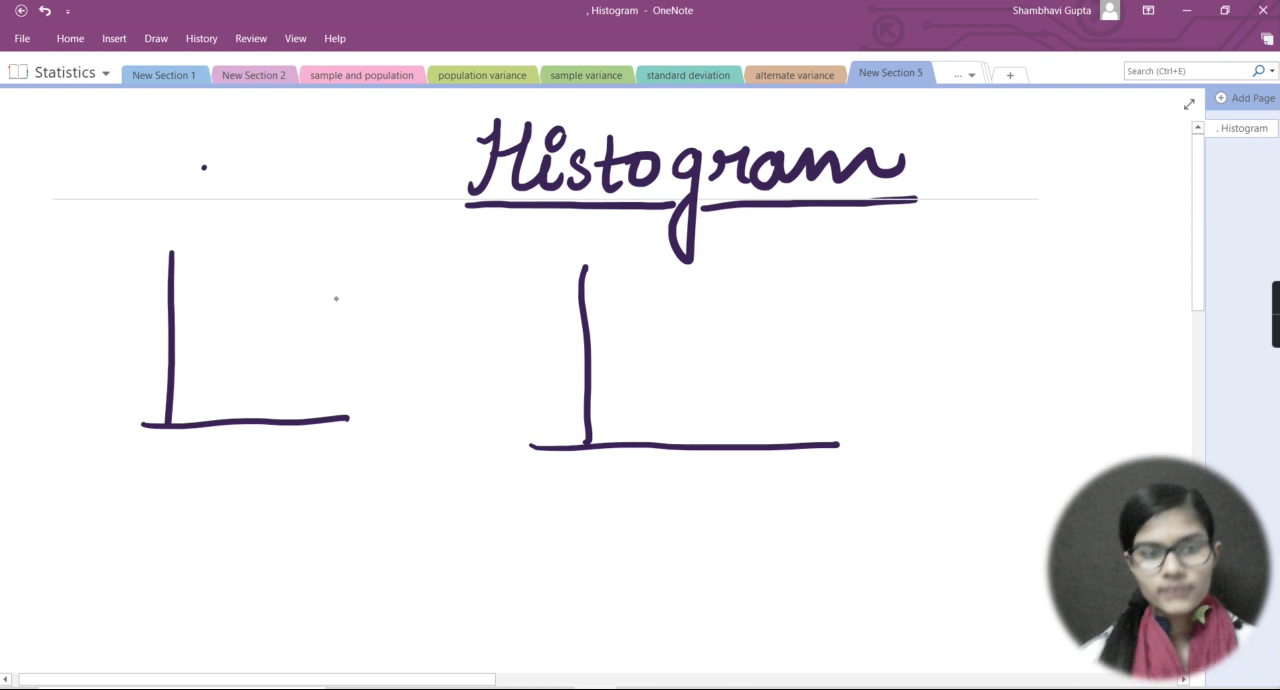 , Histogram - OneNote
Shambhavi Gupta
File Home Insert Draw History Review View Help
Statistics New Section 1 New Section 2 sample and population population variance sample variance standard deviation alternate variance New Section 5 ... + Search (Ctrl+E)
+ Add Page
. Histogram
Histogram